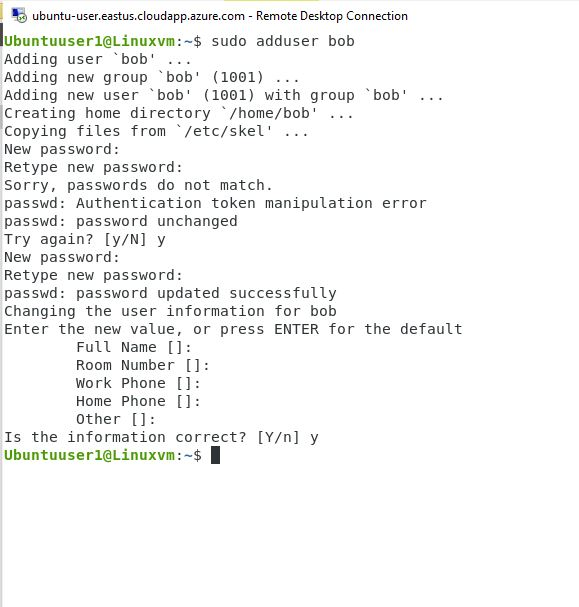 ubuntu-user.eastus.cloudapp.azure.com - Remote Desktop Connection
Ubuntuuser1@Linuxvm:~$ sudo adduser bob
Adding user `bob' ...
Adding new group `bob' (1001) ...
Adding new user `bob' (1001) with group `bob' ...
Creating home directory `/home/bob' ...
Copying files from `/etc/skel' ...
New password:
Retype new password:
Sorry, passwords do not match.
passwd: Authentication token manipulation error
passwd: password unchanged
Try again? [y/N] y
New password:
Retype new password:
passwd: password updated successfully
Changing the user information for bob
Enter the new value, or press ENTER for the default
        Full Name []:
        Room Number []:
        Work Phone []:
        Home Phone []:
        Other []:
Is the information correct? [Y/n] y
Ubuntuuser1@Linuxvm:~$